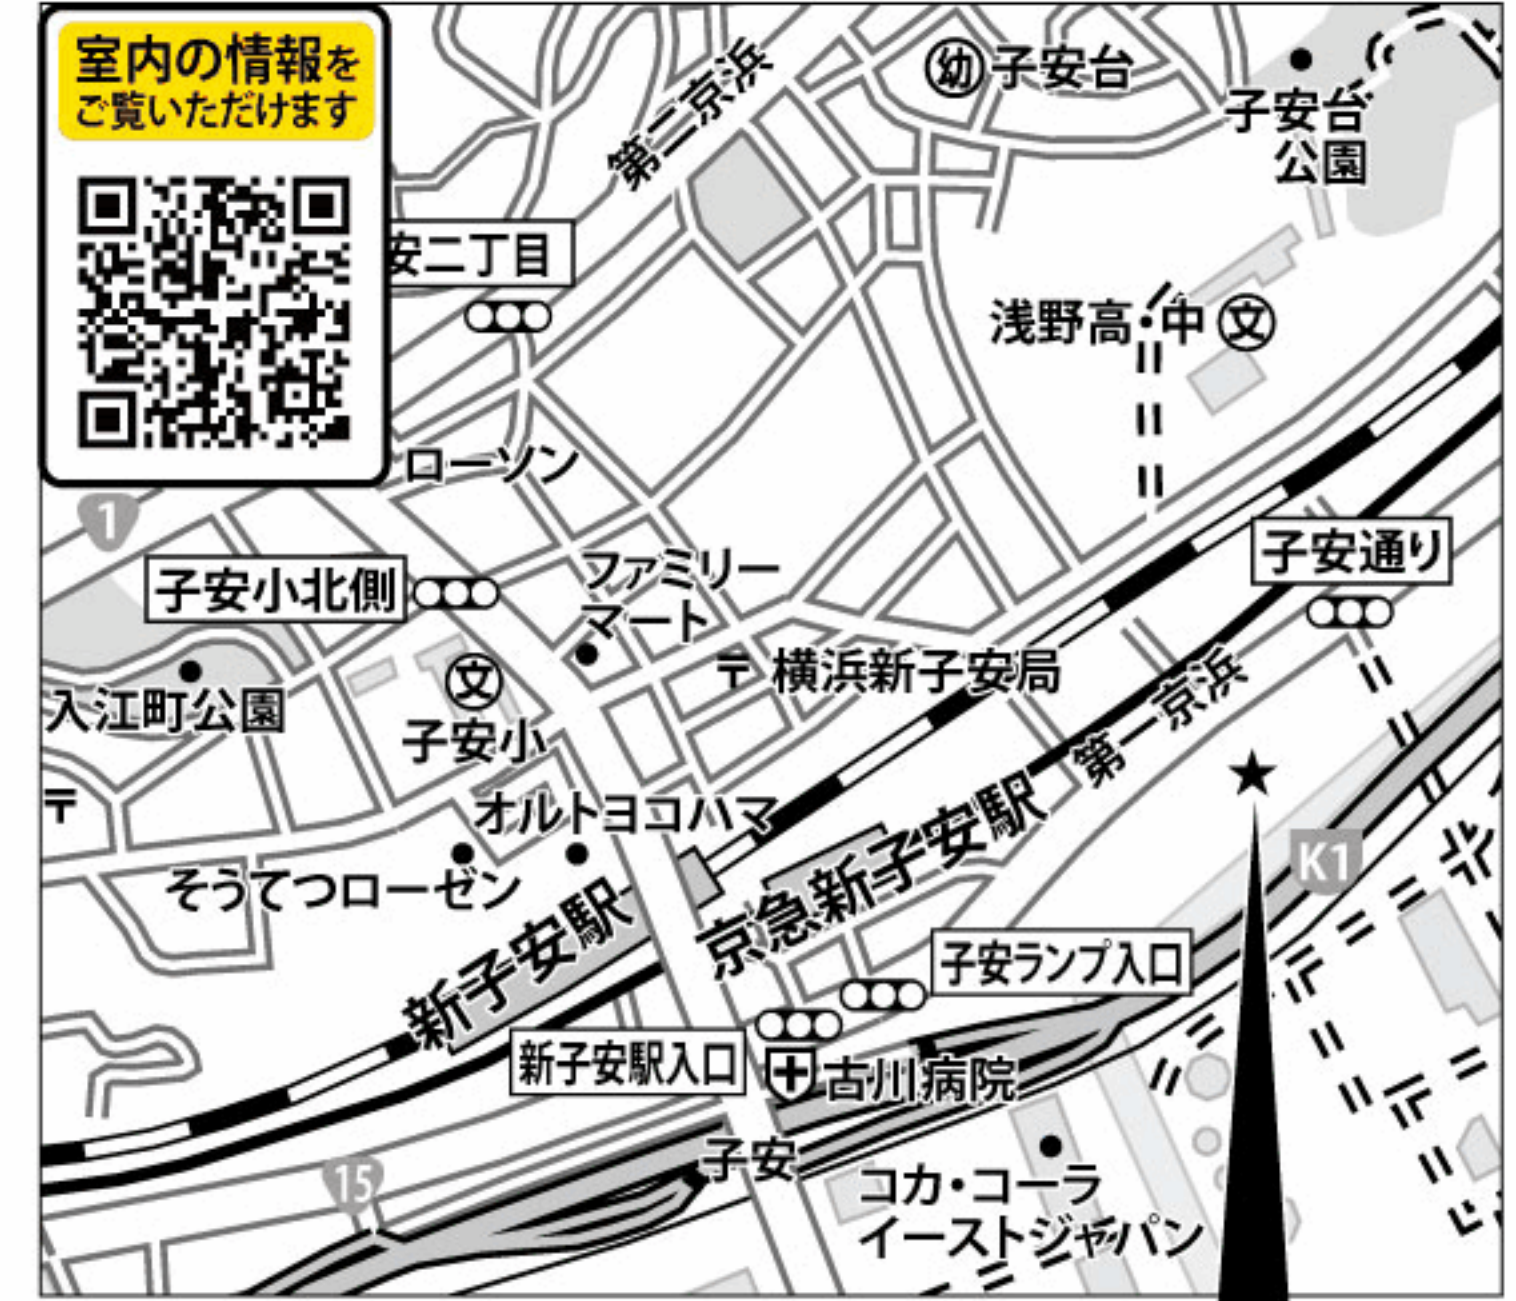 室内の情報を
ご覧いただけます
第二京浜
幼 子安台
子安台
公園
安二丁目
浅野高・中 文
ローソン
1
子安小北側
ファミリー
マート
子安通り
〒 横浜新子安局
入江町公園
文
子安小
第一京浜
〒
オルトヨコハマ
そうてつローゼン
京急新子安駅
K1
新子安駅
子安ランプ入口
新子安駅入口
古川病院
子安
15
コカ・コーラ
イーストジャパン